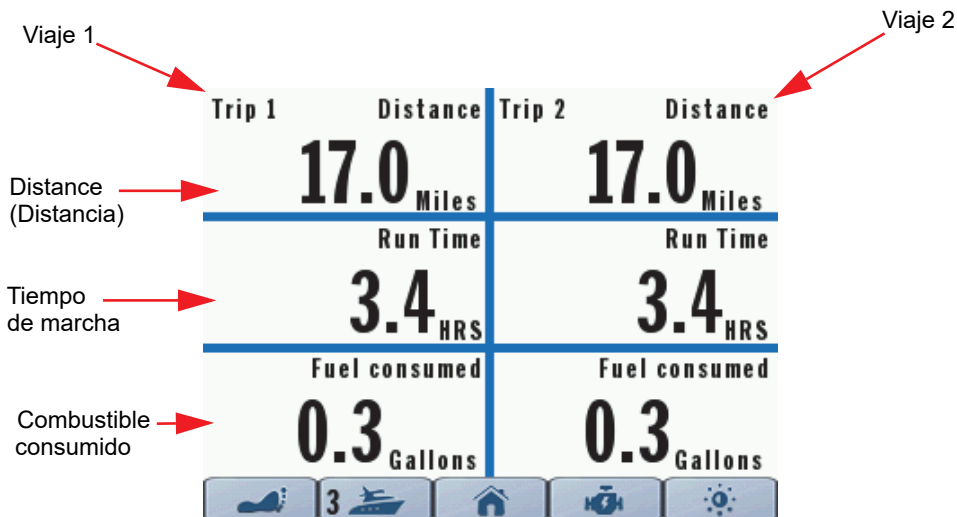 Viaje 1
Viaje 2
Trip 1 Distance Trip 2 Distance
17.0 Miles 17.0 Miles
Distance
(Distancia)
Run Time Run Time
3.4 HRS 3.4 HRS
Tiempo
de marcha
Fuel consumed Fuel consumed
0.3 Gallons 0.3 Gallons
Combustible
consumido
3